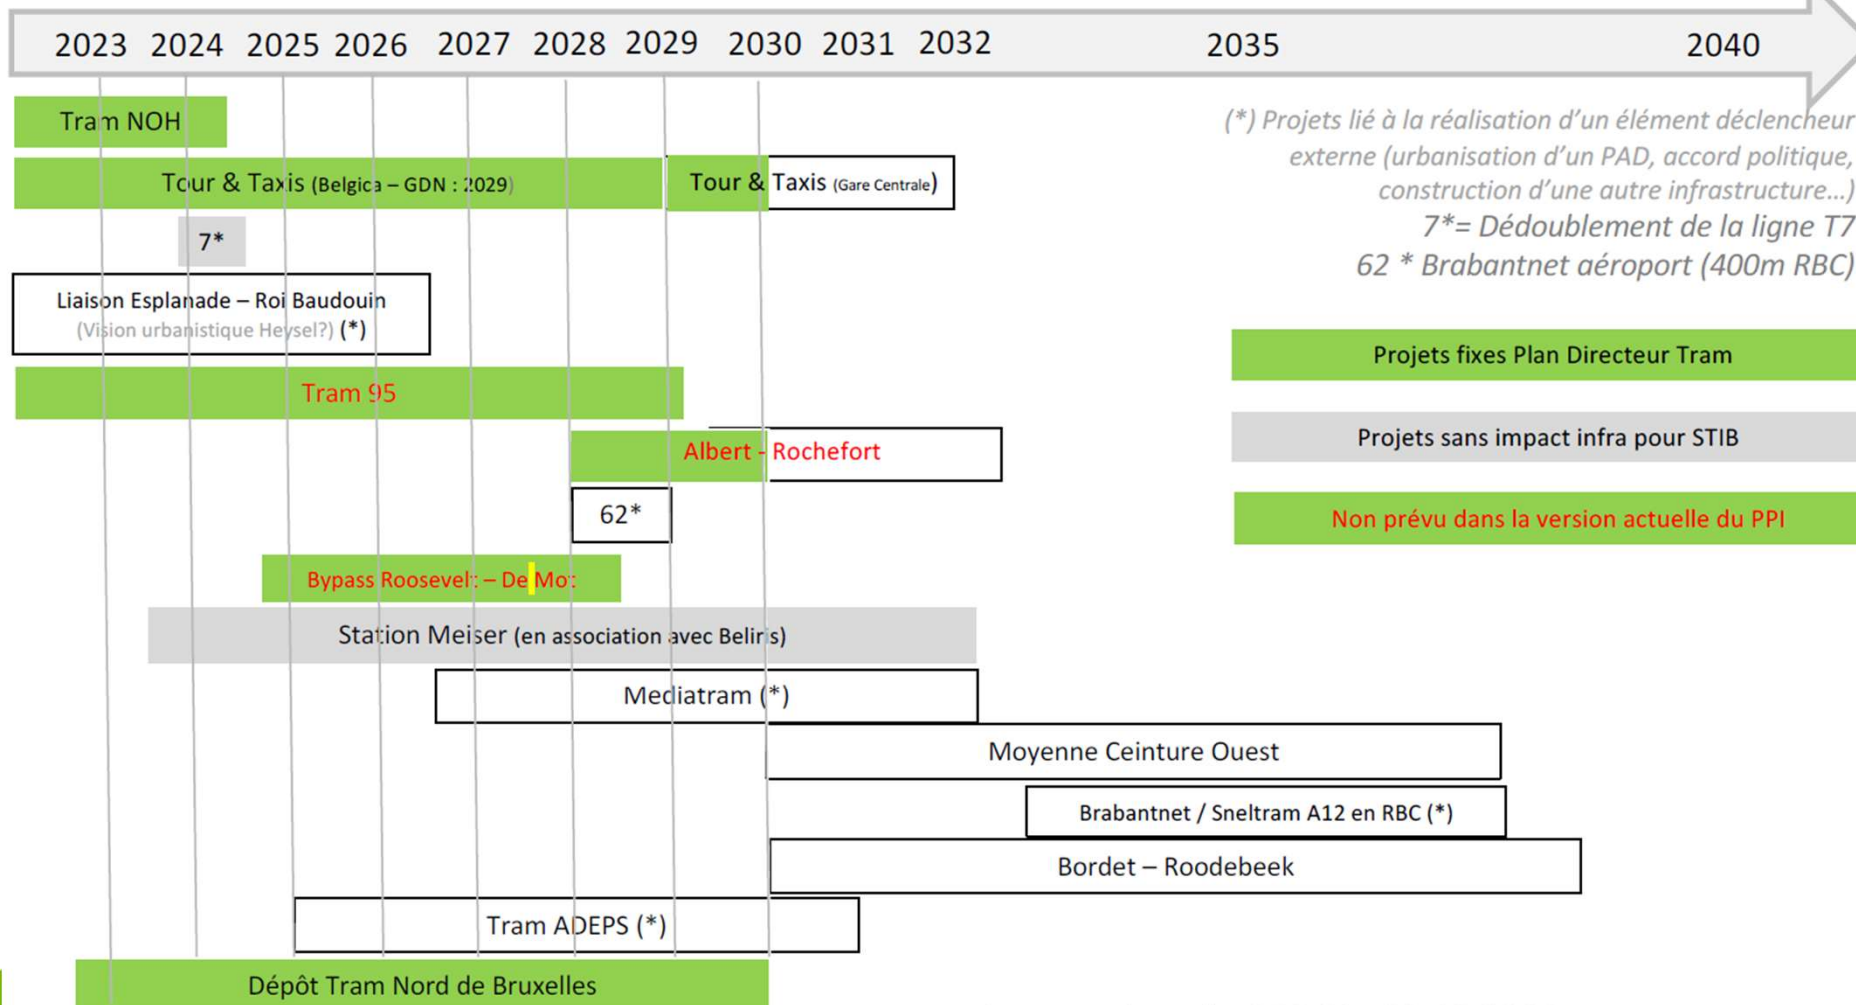 2023 2024 2025 2026 2027 2028 2029 2030 2031 2032 2035 2040
Tram NOH
(*) Projets lié à la réalisation d'un élément déclencheur
externe (urbanisation d'un PAD, accord politique,
construction d'une autre infrastructure...)
7*= Dédoublement de la ligne T7
62 * Brabantnet aéroport (400m RBC)
Tour & Taxis (Belgica – GDN : 2029)
Tour & Taxis (Gare Centrale)
7*
Liaison Esplanade – Roi Baudouin
(Vision urbanistique Heysel?) (*)
Projets fixes Plan Directeur Tram
Tram 95
Albert - Rochefort
Projets sans impact infra pour STIB
62*
Non prévu dans la version actuelle du PPI
Bypass Roosevelt – De Mot
Station Meiser (en association avec Beliris)
Mediatram (*)
Moyenne Ceinture Ouest
Brabantnet / Sneltram A12 en RBC (*)
Bordet – Roodebeek
Tram ADEPS (*)
Dépôt Tram Nord de Bruxelles